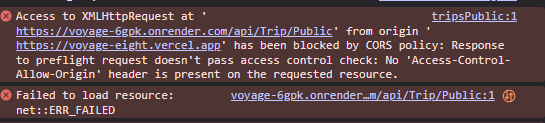 Access to XMLHttpRequest at ' tripsPublic:1
https://voyage-6gpk.onrender.com/api/Trip/Public' from origin '
https://voyage-eight.vercel.app' has been blocked by CORS policy: Response
to preflight request doesn't pass access control check: No 'Access-Control-
Allow-Origin' header is present on the requested resource.
Failed to load resource: voyage-6gpk.onrender…m/api/Trip/Public:1
net::ERR_FAILED